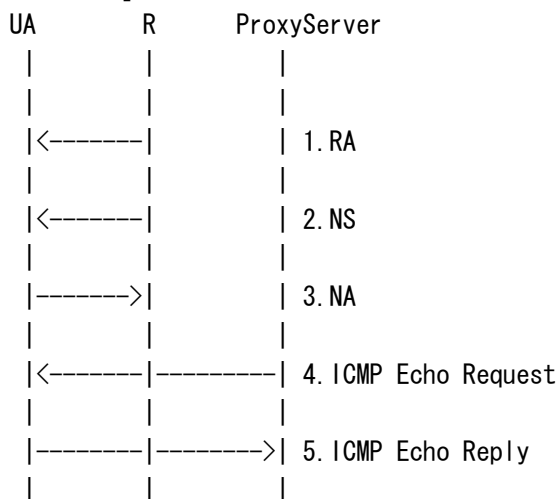 UA R ProxyServer
| | |
| | |
|<-------| | 1.RA
| | |
|<-------| | 2.NS
| | |
|------->| | 3.NA
| | |
|<-------|---------| 4.ICMP Echo Request
| | |
|--------|-------->| 5.ICMP Echo Reply
| | |